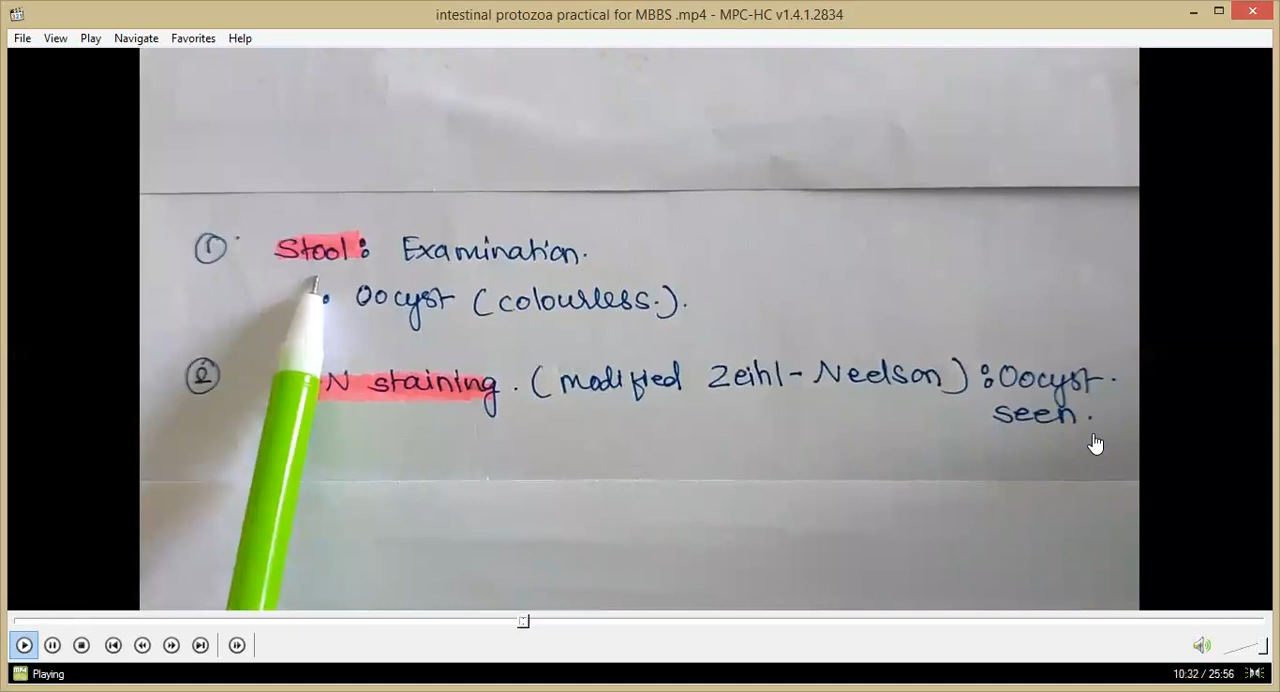 intestinal protozoa practical for MBBS .mp4 - MPC-HC v1.4.1.2834
File View Play Navigate Favorites Help
① Stool: Examination.
Oocyst (colourless.).
② N staining. (modified Zeihl-Neelson) : Oocyst.
seen.
Playing 10:32 / 25:56